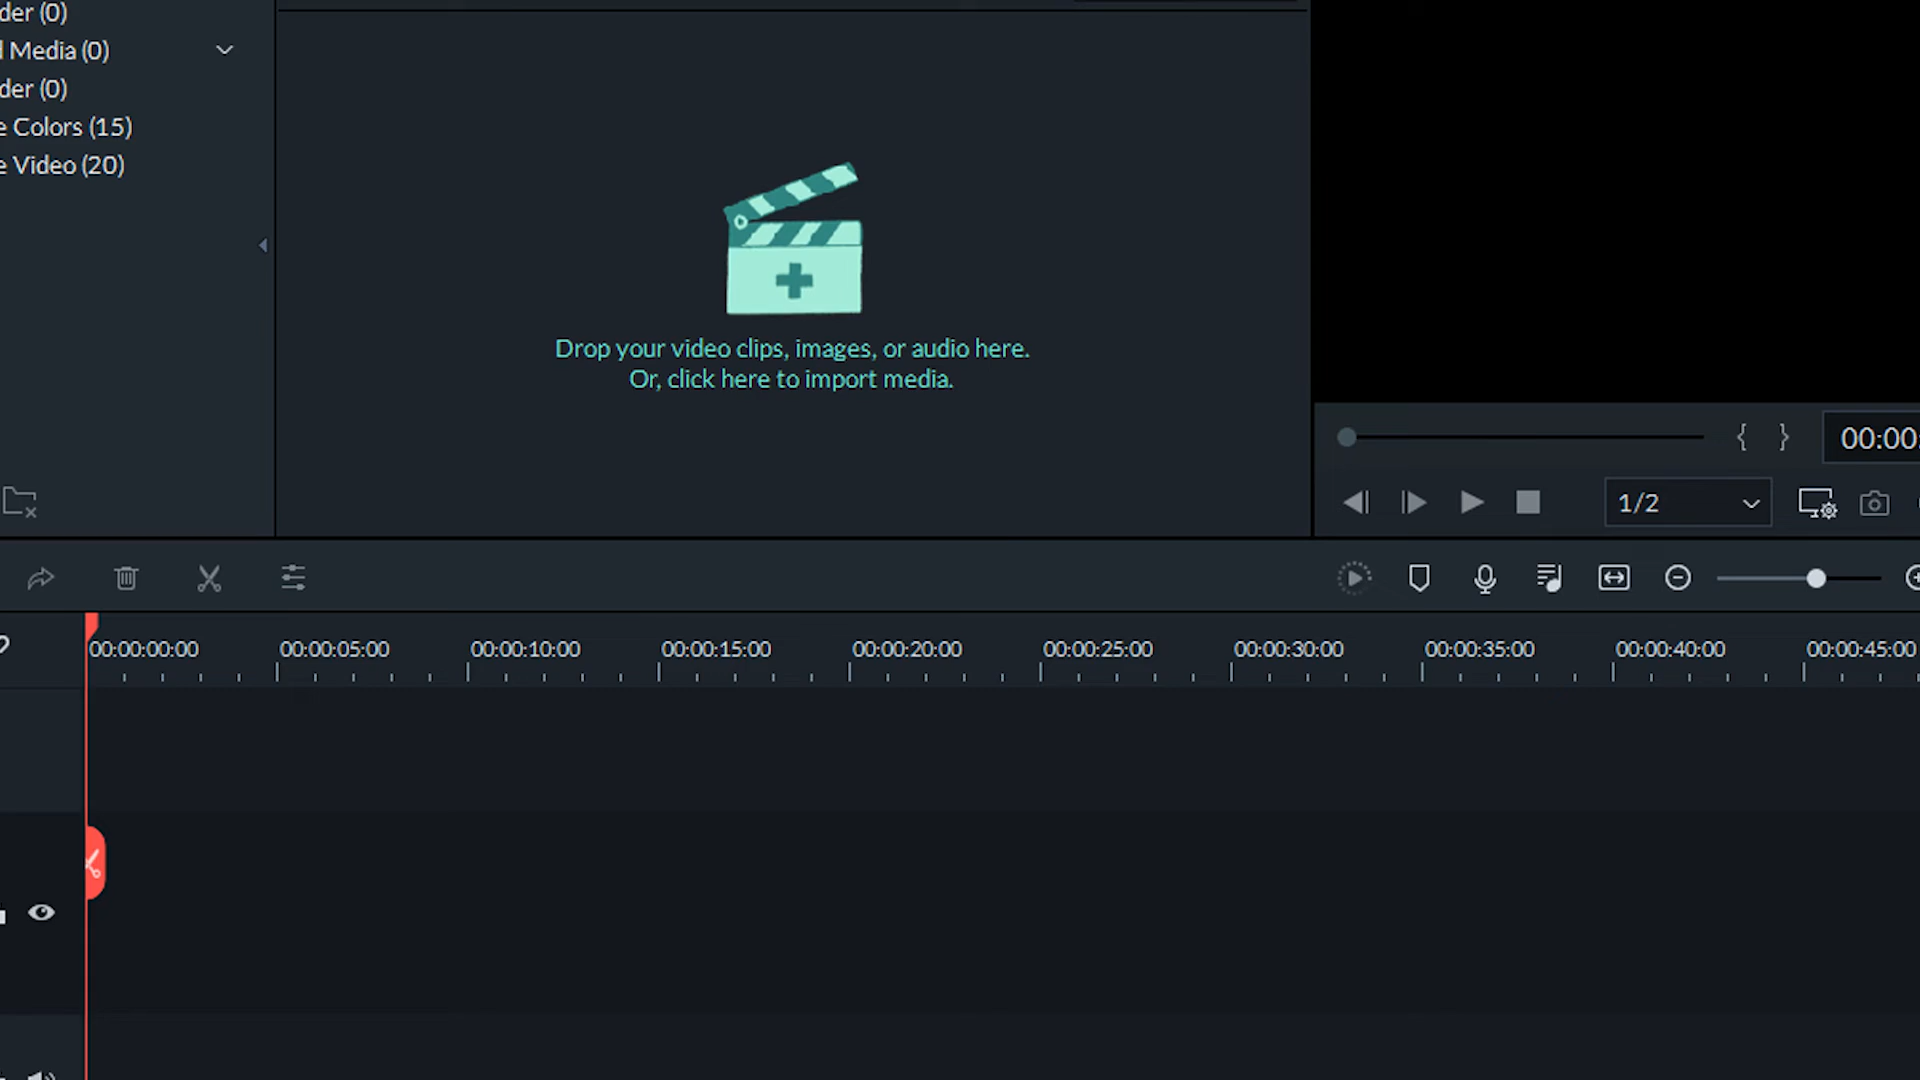 der (0)
d Media (0)
der (0)
e Colors (15)
e Video (20)
Drop your video clips, images, or audio here.
Or, click here to import media.
{ }
00:00:
1/2
00:00:00:00
00:00:05:00
00:00:10:00
00:00:15:00
00:00:20:00
00:00:25:00
00:00:30:00
00:00:35:00
00:00:40:00
00:00:45:00